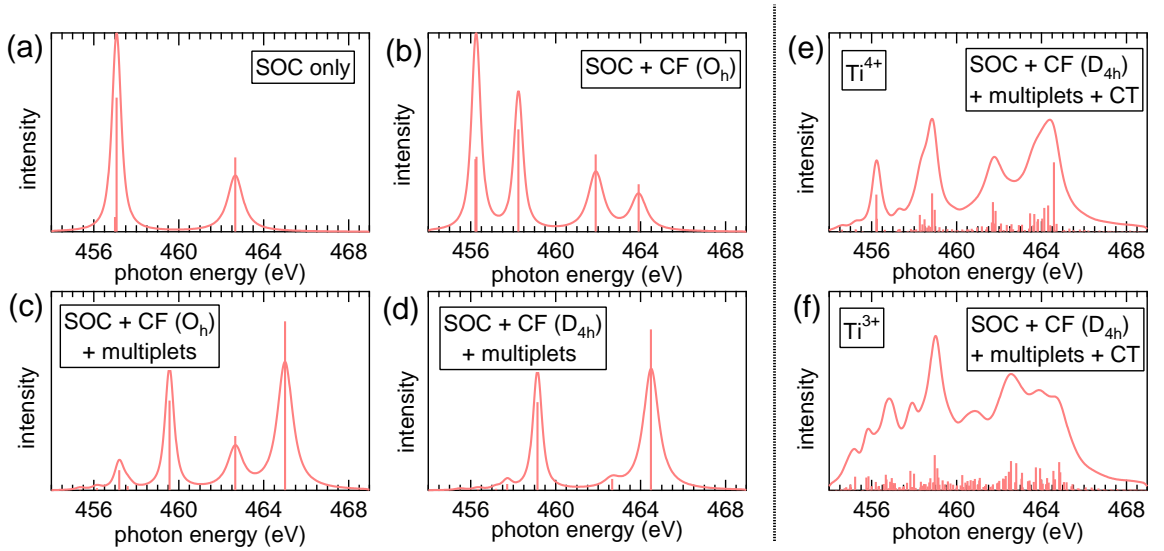 (a)
SOC only
intensity
456 460 464 468
photon energy (eV)
(b)
SOC + CF (Oh)
intensity
456 460 464 468
photon energy (eV)
(c)
SOC + CF (Oh)
+ multiplets
intensity
456 460 464 468
photon energy (eV)
(d)
SOC + CF (D4h)
+ multiplets
intensity
456 460 464 468
photon energy (eV)
(e)
Ti4+
SOC + CF (D4h)
+ multiplets + CT
intensity
456 460 464 468
photon energy (eV)
(f)
Ti3+
SOC + CF (D4h)
+ multiplets + CT
intensity
456 460 464 468
photon energy (eV)